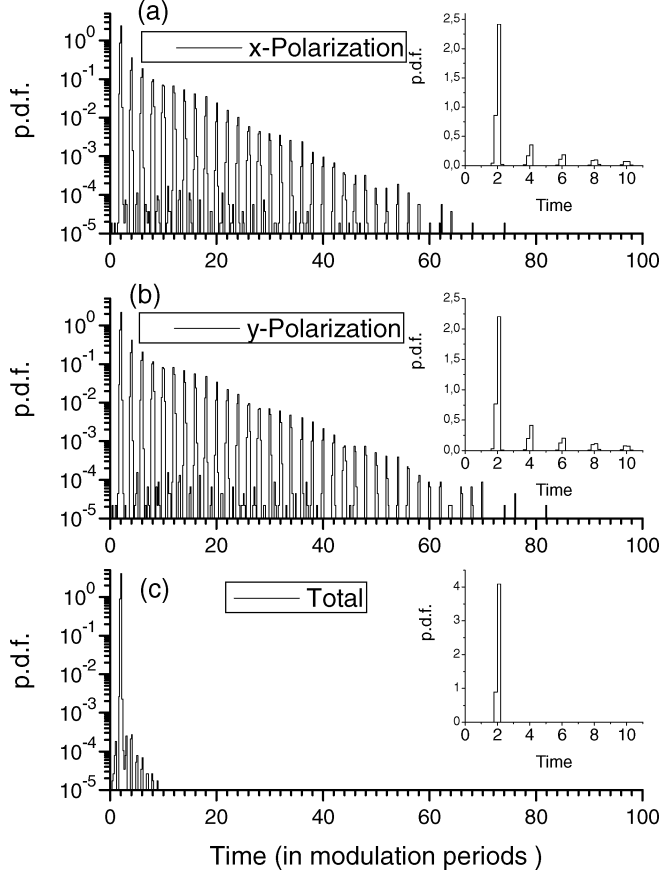 (a)
x-Polarization
p.d.f.
10^0
10^-1
10^-2
10^-3
10^-4
10^-5
0 20 40 60 80 100
p.d.f.
2,5
2,0
1,5
1,0
0,5
0,0
0 2 4 6 8 10
Time
(b)
y-Polarization
p.d.f.
10^0
10^-1
10^-2
10^-3
10^-4
10^-5
0 20 40 60 80 100
p.d.f.
2,5
2,0
1,5
1,0
0,5
0,0
0 2 4 6 8 10
Time
(c)
Total
p.d.f.
10^0
10^-1
10^-2
10^-3
10^-4
10^-5
0 20 40 60 80 100
p.d.f.
4
3
2
1
0
0 2 4 6 8 10
Time
Time (in modulation periods )